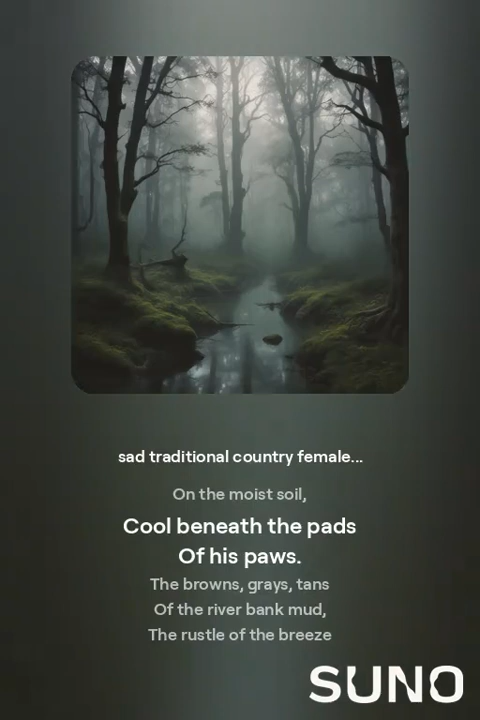 sad traditional country female...
On the moist soil,
Cool beneath the pads
Of his paws.
The browns, grays, tans
Of the river bank mud,
The rustle of the breeze
SUNO